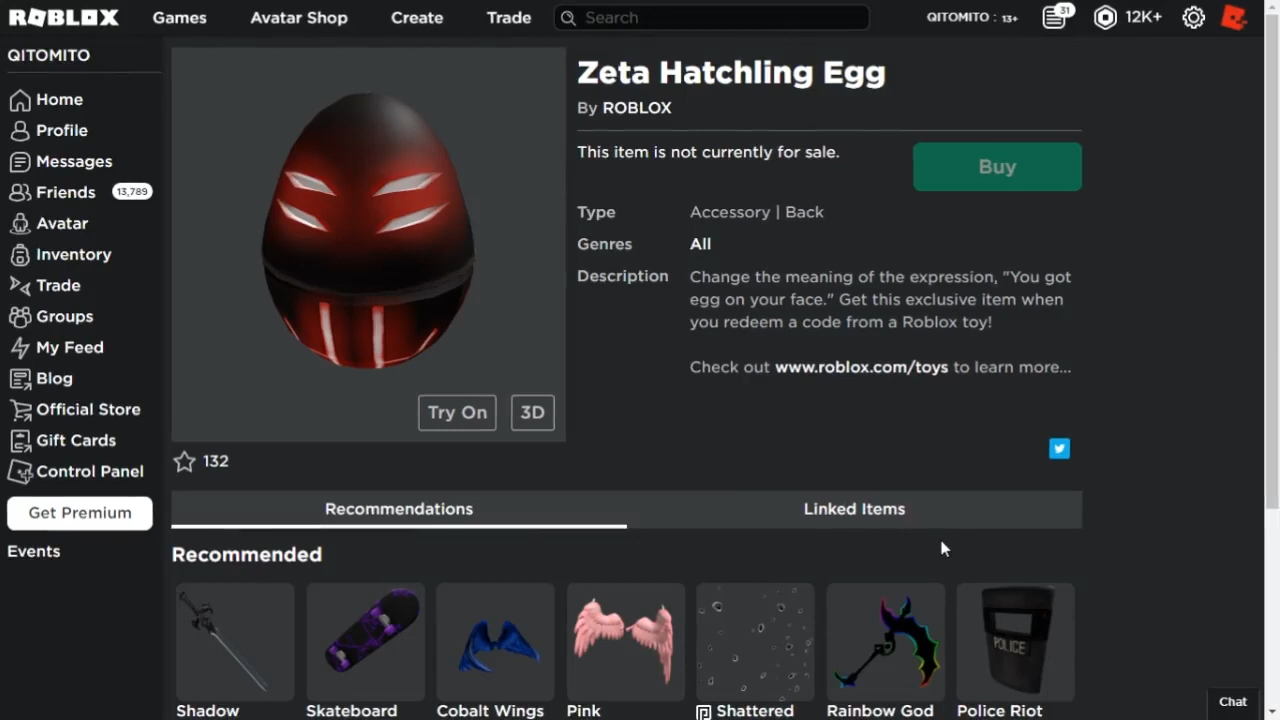 ROBLOX
Games
Avatar Shop
Create
Trade
Search
QITOMITO : 13+
31
12K+
QITOMITO
Home
Profile
Messages
Friends
13,789
Avatar
Inventory
Trade
Groups
My Feed
Blog
Official Store
Gift Cards
Control Panel
Get Premium
Events
Try On
3D
132
Zeta Hatchling Egg
By ROBLOX
This item is not currently for sale.
Buy
Type
Accessory | Back
Genres
All
Description
Change the meaning of the expression, "You got
egg on your face." Get this exclusive item when
you redeem a code from a Roblox toy!
Check out www.roblox.com/toys to learn more...
Recommendations
Linked Items
Recommended
POLICE
Shadow
Skateboard
Cobalt Wings
Pink
Shattered
Rainbow God
Police Riot
Chat